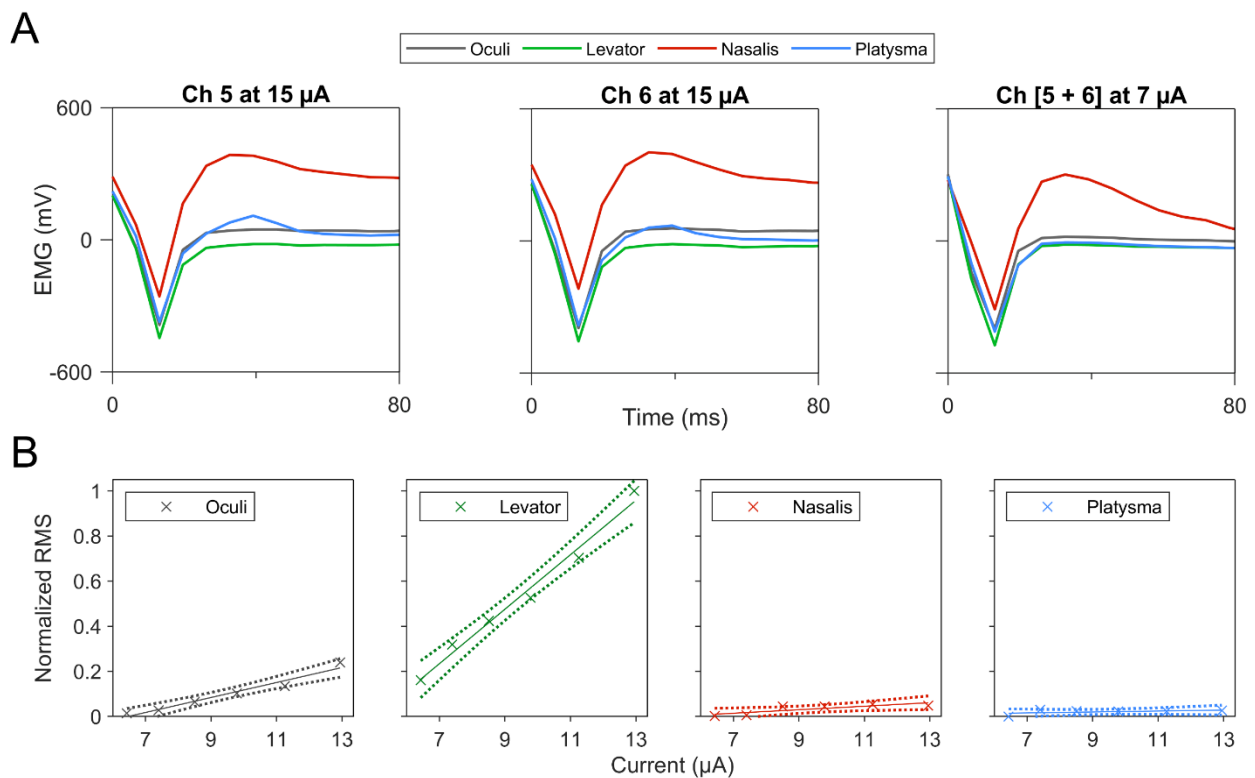 A
Oculi Levator Nasalis Platysma
Ch 5 at 15 µA Ch 6 at 15 µA Ch [5 + 6] at 7 µA
600
EMG (mV)
0
-600
0 80 0 80 0 80
Time (ms)
B
Oculi Levator Nasalis Platysma
Normalized RMS
1
0.8
0.6
0.4
0.2
0
7 9 11 13 7 9 11 13 7 9 11 13 7 9 11 13
Current (µA)